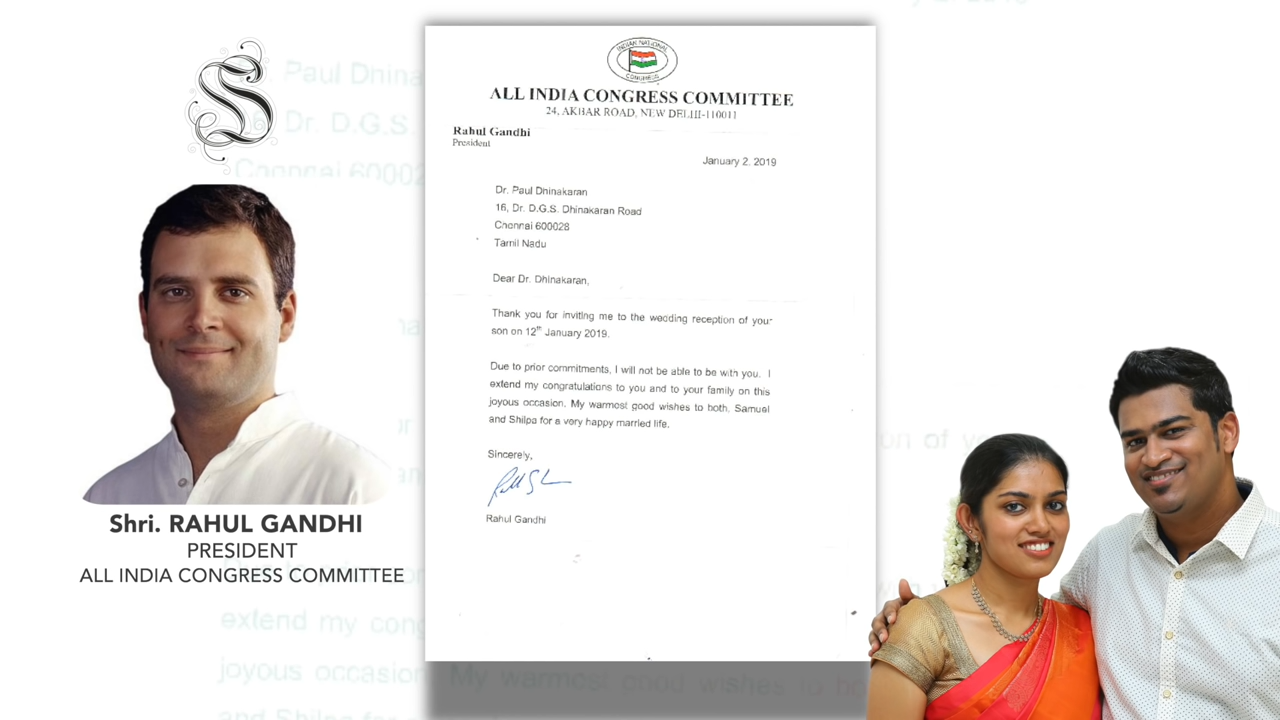 S
INDIAN NATIONAL
CONGRESS
ALL INDIA CONGRESS COMMITTEE
24, AKBAR ROAD, NEW DELHI-110011
Rahul Gandhi
President
January 2, 2019
Dr. Paul Dhinakaran
16, Dr. D.G.S. Dhinakaran Road
Chennai 600028
Tamil Nadu
Dear Dr. Dhinakaran,
Thank you for inviting me to the wedding reception of your
son on 12th January 2019.
Due to prior commitments, I will not be able to be with you. I
extend my congratulations to you and to your family on this
joyous occasion. My warmest good wishes to both, Samuel
and Shilpa for a very happy married life.
Sincerely,
Rahul Gandhi
Shri. RAHUL GANDHI
PRESIDENT
ALL INDIA CONGRESS COMMITTEE